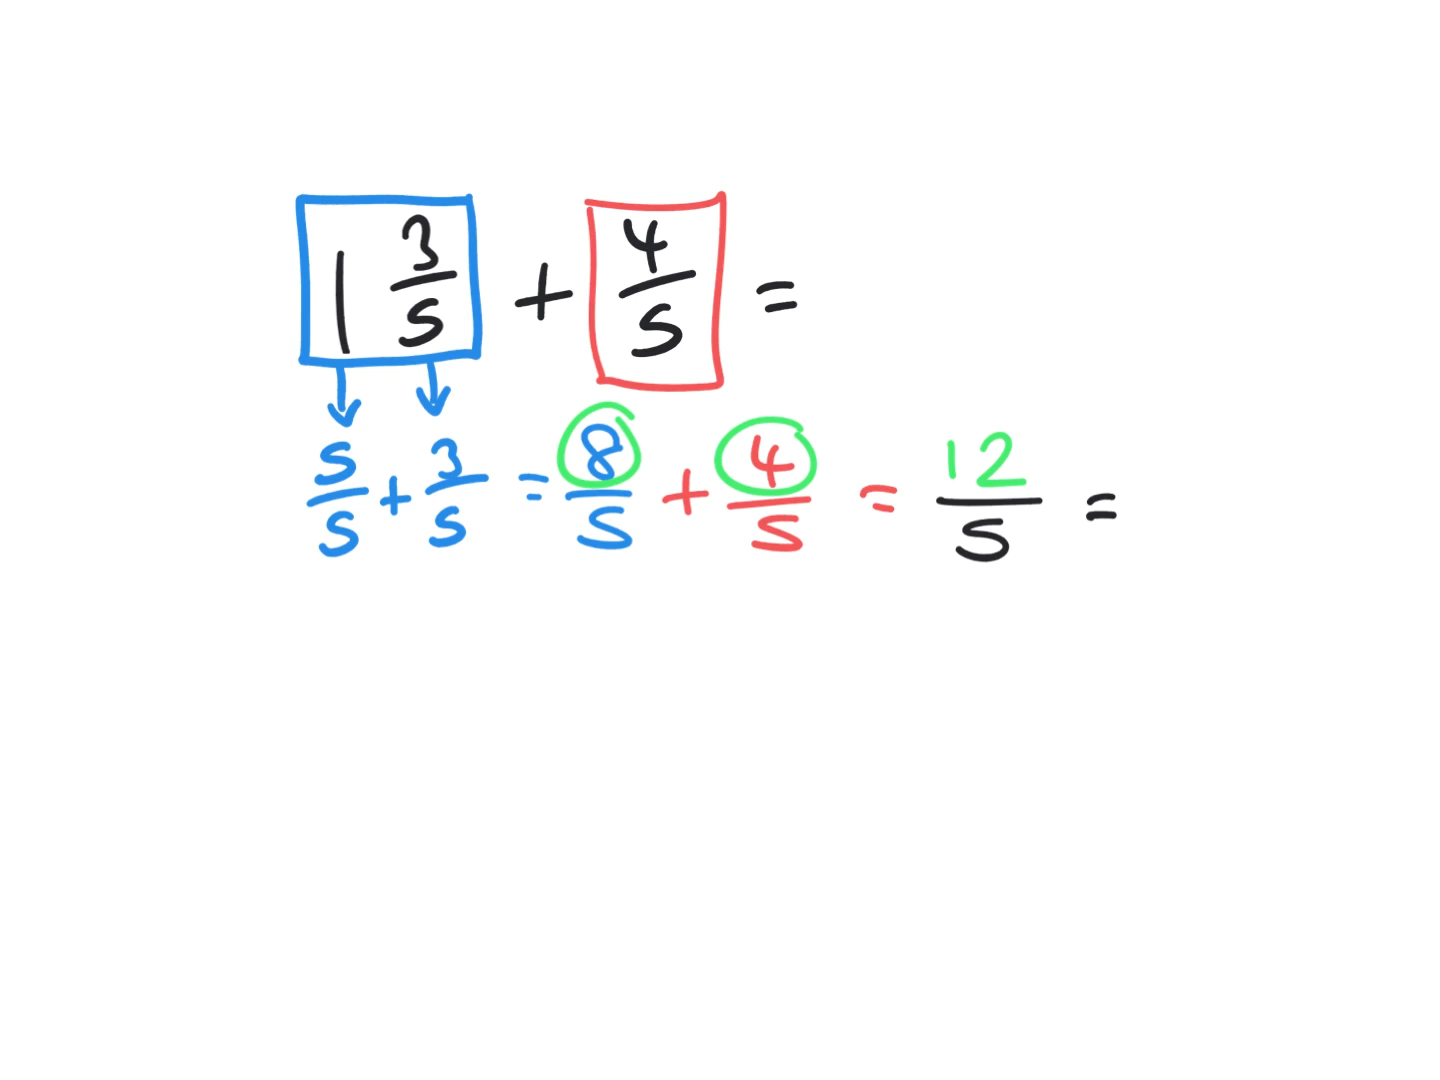 1 3/5 + 4/5 =
5/5 + 3/5 = 8/5 + 4/5 = 12/5 =